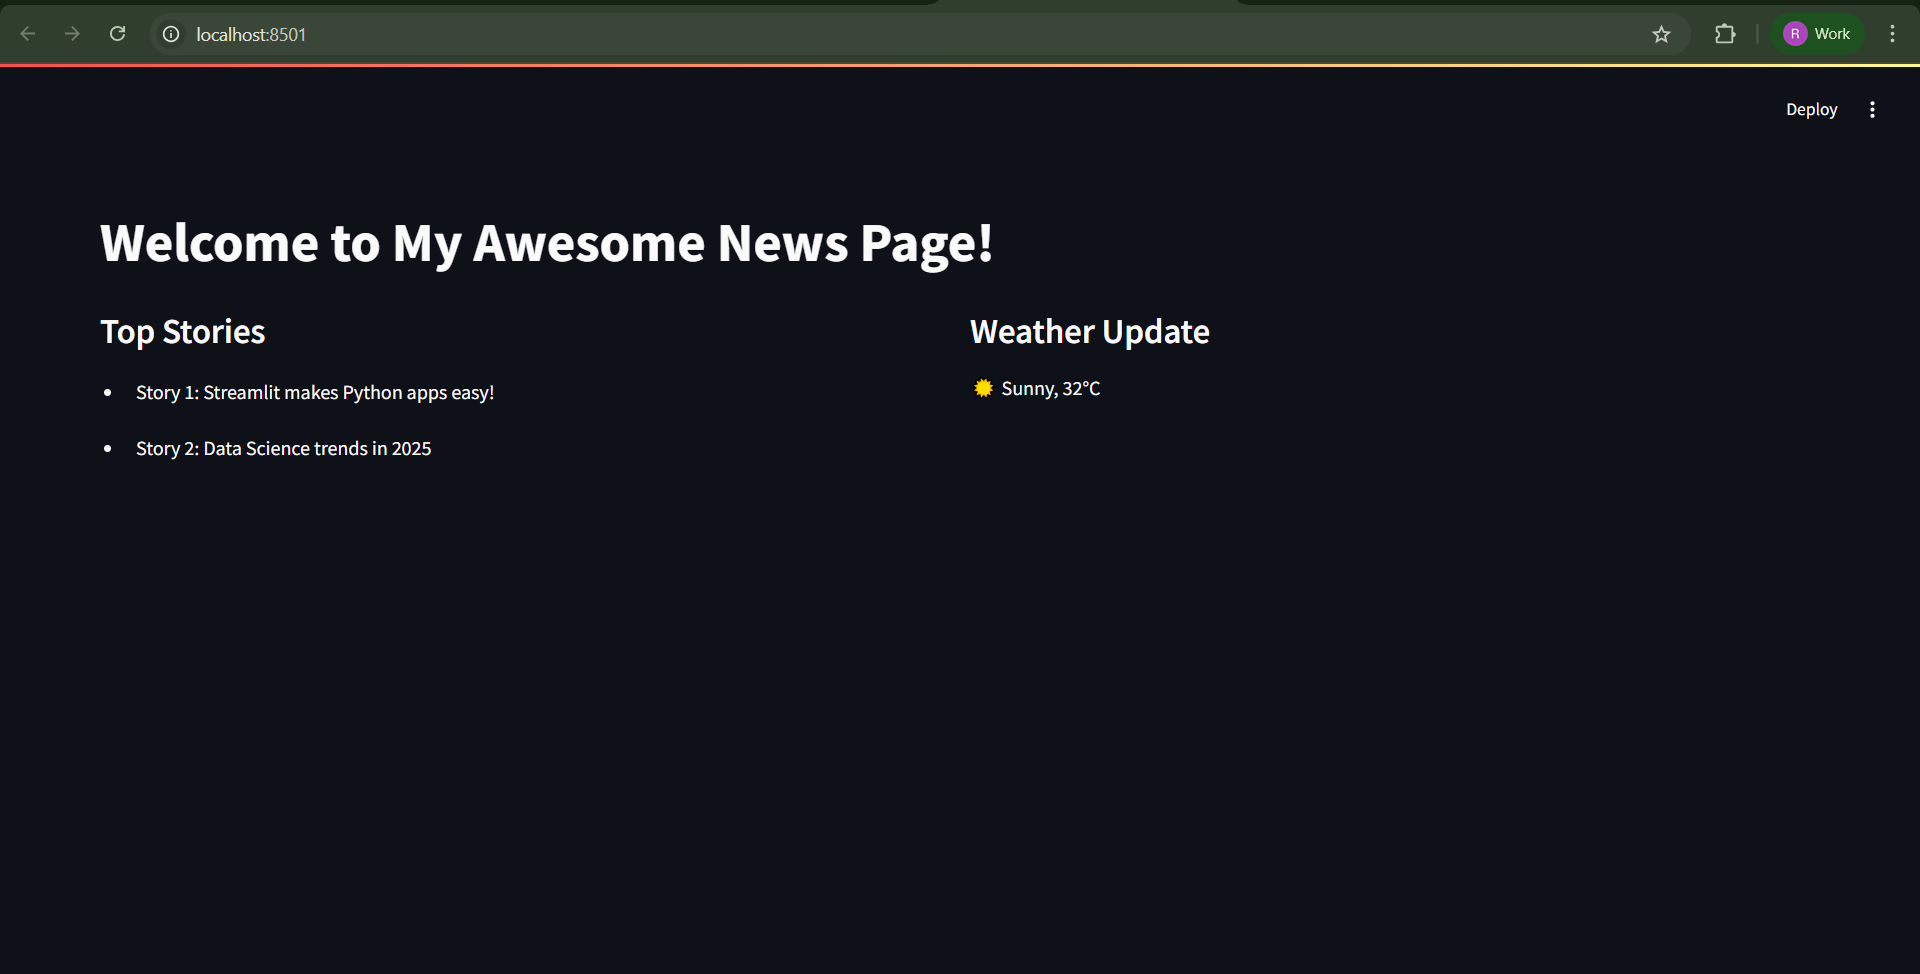 localhost:8501
R Work
Deploy
Welcome to My Awesome News Page!
Top Stories
• Story 1: Streamlit makes Python apps easy!
• Story 2: Data Science trends in 2025
Weather Update
Sunny, 32°C